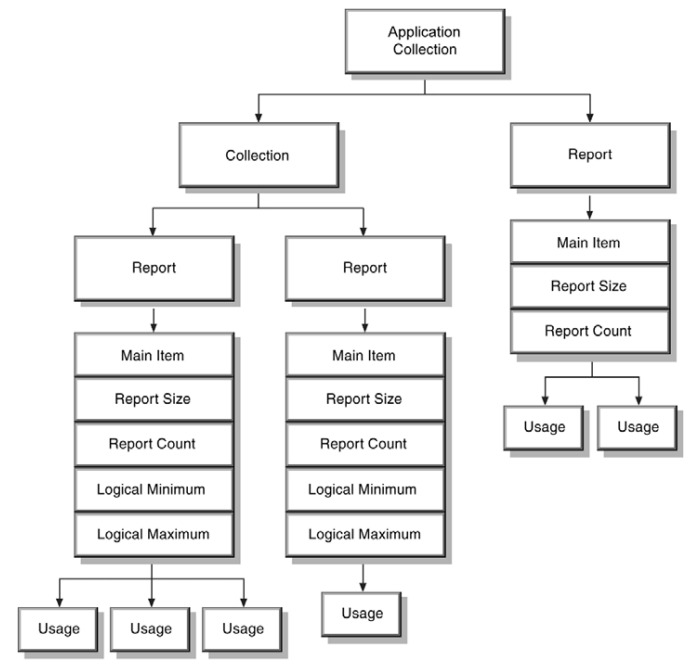 Application
Collection
Collection
Report
Report
Report
Main Item
Report Size
Report Count
Main Item
Report Size
Report Count
Logical Minimum
Logical Maximum
Main Item
Report Size
Report Count
Logical Minimum
Logical Maximum
Usage
Usage
Usage
Usage
Usage
Usage